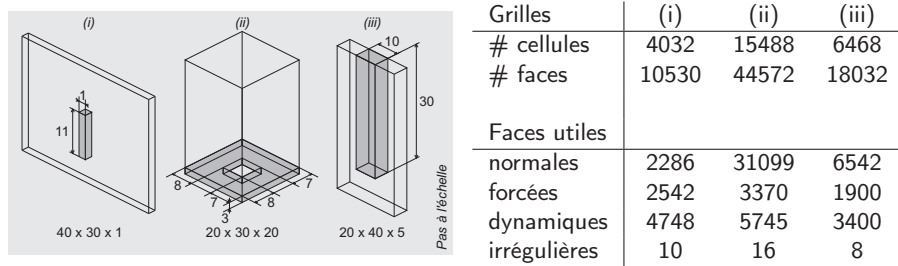 (i) (ii) (iii)
1
11
8 7 3 8 7
10
30
40 x 30 x 1 20 x 30 x 20 20 x 40 x 5
Pas à l'échelle
Grilles (i) (ii) (iii)
# cellules 4032 15488 6468
# faces 10530 44572 18032
Faces utiles
normales 2286 31099 6542
forcées 2542 3370 1900
dynamiques 4748 5745 3400
irrégulières 10 16 8